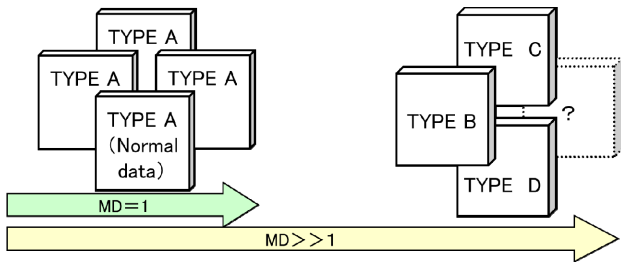 TYPE A
TYPE A
TYPE A
TYPE A
(Normal
data)
MD=1
TYPE C
?
TYPE B
TYPE D
MD>>1